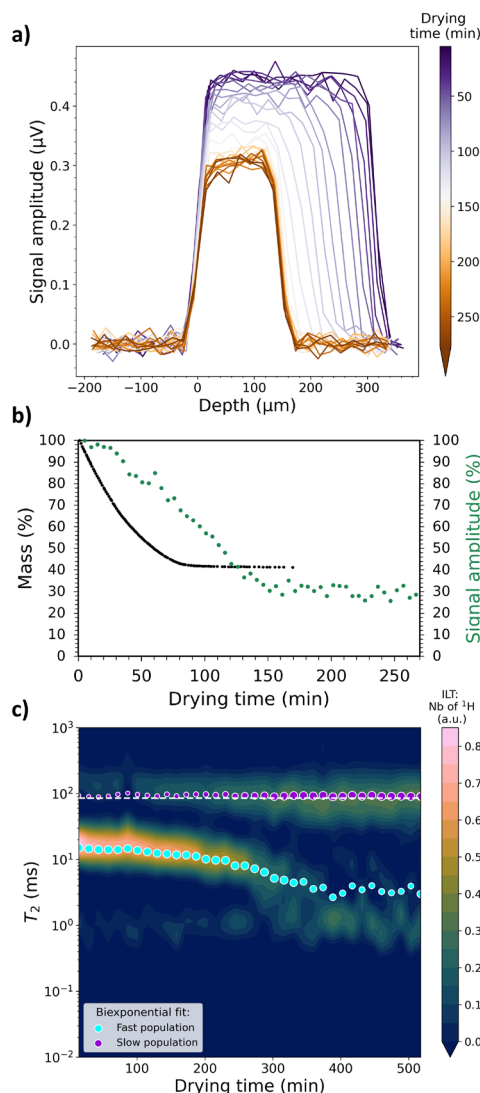 a)
Drying
time (min)
0.4
0.3
0.2
0.1
0.0
Signal amplitude (µV)
50
100
150
200
250
−200 −100 0 100 200 300
Depth (µm)
b)
100
90
80
70
60
50
40
30
20
10
0
Mass (%)
100
90
80
70
60
50
40
30
20
10
0
Signal amplitude (%)
0 50 100 150 200 250
Drying time (min)
c)
ILT:
Nb of ¹H
(a.u.)
10³
10²
10¹
10⁰
10⁻¹
10⁻²
T₂ (ms)
0.8
0.7
0.6
0.5
0.4
0.3
0.2
0.1
0.0
Biexponential fit:
Fast population
Slow population
100 200 300 400 500
Drying time (min)